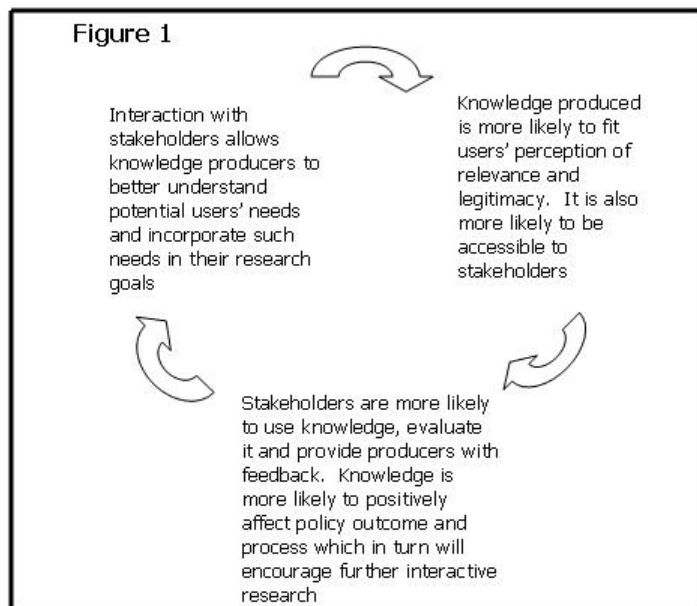 Figure 1
Interaction with
stakeholders allows
knowledge producers to
better understand
potential users' needs
and incorporate such
needs in their research
goals
Knowledge produced
is more likely to fit
users' perception of
relevance and
legitimacy. It is also
more likely to be
accessible to
stakeholders
Stakeholders are more likely
to use knowledge, evaluate
it and provide producers with
feedback. Knowledge is
more likely to positively
affect policy outcome and
process which in turn will
encourage further interactive
research